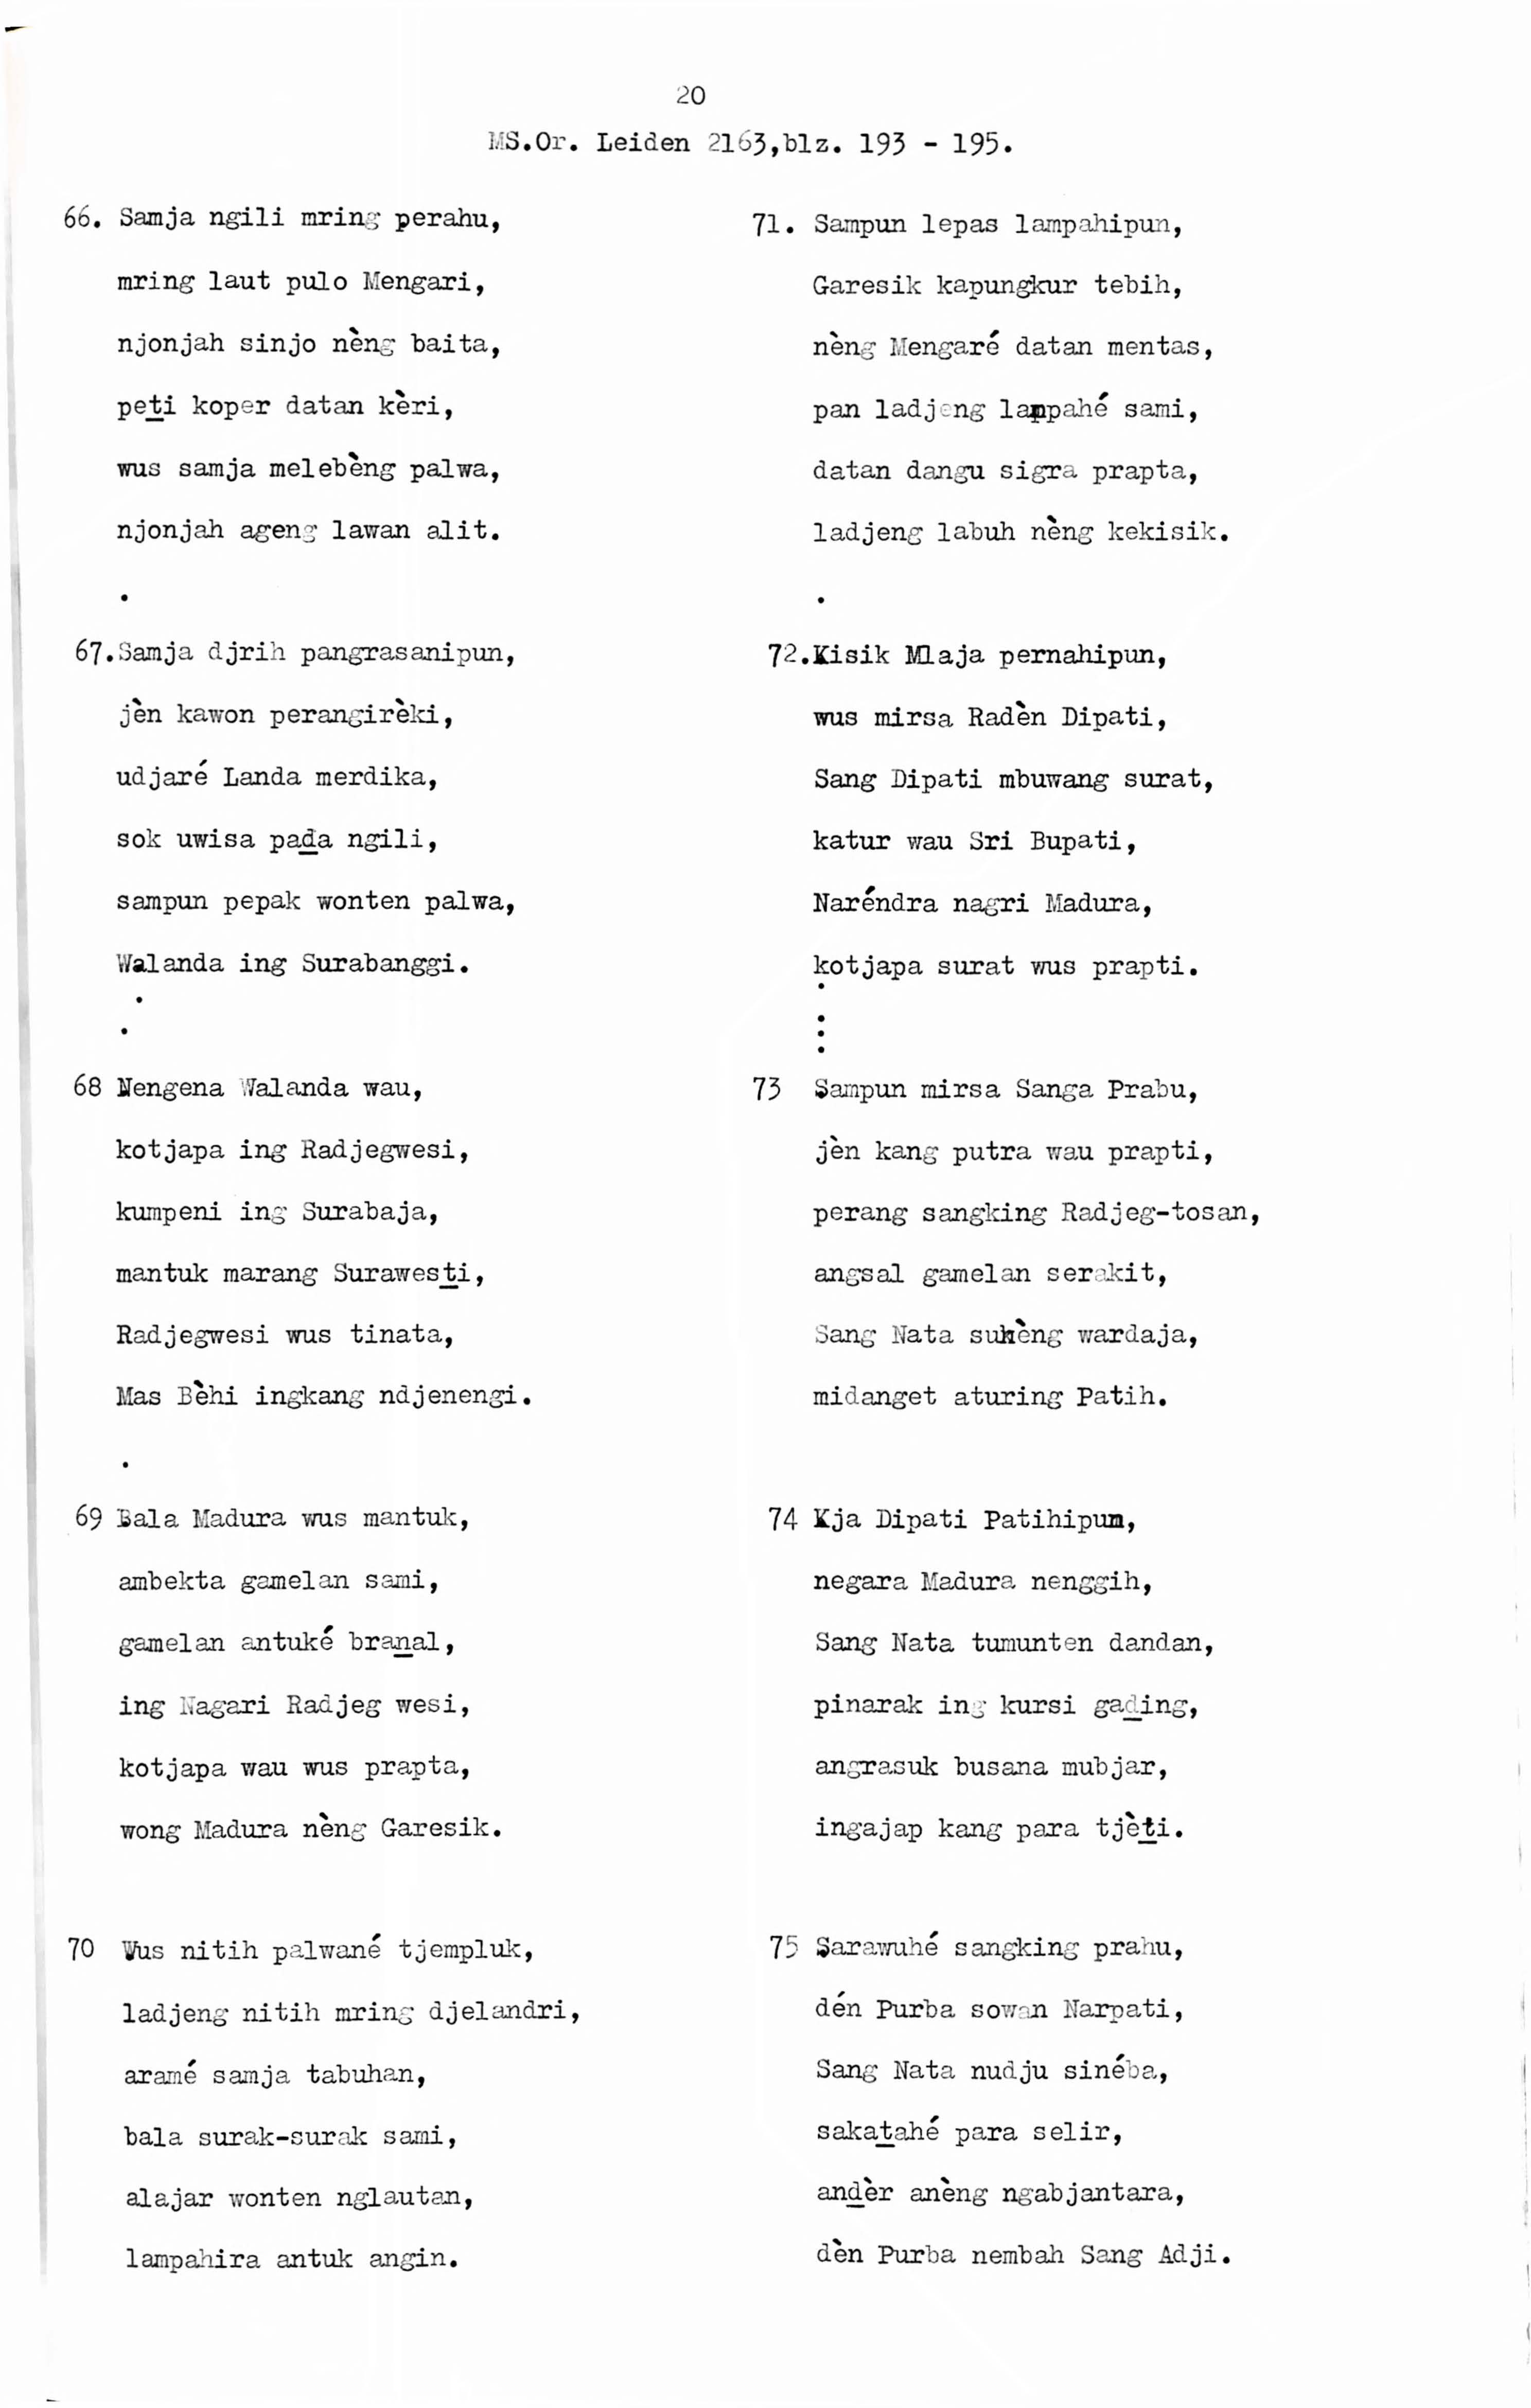 20
MS.Or. Leiden 2163,blz. 193 - 195.
66. Samja ngili mring perahu,
mring laut pulo Mengari,
njonjah sinjo nèng baita,
peṯi koper datan kèri,
wus samja melebèng palwa,
njonjah ageng lawan alit.
67.Samja djrih pangrasanipun,
jèn kawon perangirèki,
udjaré Landa merdika,
sok uwisa paḏa ngili,
sampun pepak wonten palwa,
Walanda ing Surabanggi.
68 Nengena Walanda wau,
kotjapa ing Radjegwesi,
kumpeni ing Surabaja,
mantuk marang Surawesṯi,
Radjegwesi wus tinata,
Mas Bèhi ingkang ndjenengi.
69 Bala Madura wus mantuk,
ambekta gamelan sami,
gamelan antuké braṉal,
ing Nagari Radjeg wesi,
kotjapa wau wus prapta,
wong Madura nèng Garesik.
70 Wus nitih palwané tjempluk,
ladjeng nitih mring djelandri,
aramé samja tabuhan,
bala surak-surak sami,
alajar wonten nglautan,
lampahira antuk angin.
71. Sampun lepas lampahipun,
Garesik kapungkur tebih,
nèng Mengaré datan mentas,
pan ladjeng lampahé sami,
datan dangu sigra prapta,
ladjeng labuh nèng kekisik.
72.Kisik Mlaja pernahipun,
wus mirsa Radèn Dipati,
Sang Dipati mbuwang surat,
katur wau Sri Bupati,
Naréndra nagri Madura,
kotjapa surat wus prapti.
73 Sampun mirsa Sanga Prabu,
jèn kang putra wau prapti,
perang sangking Radjeg-tosan,
angsal gamelan serakit,
Sang Nata sukèng wardaja,
midanget aturing Patih.
74 Kja Dipati Patihipun,
negara Madura nenggih,
Sang Nata tumunten dandan,
pinarak ing kursi gaḏing,
angrasuk busana mubjar,
ingajap kang para tjèṯi.
75 Sarawuhé sangking prahu,
dén Purba sowan Narpati,
Sang Nata nudju sinéba,
sakaṯahé para selir,
anḏèr anèng ngabjantara,
dèn Purba nembah Sang Adji.